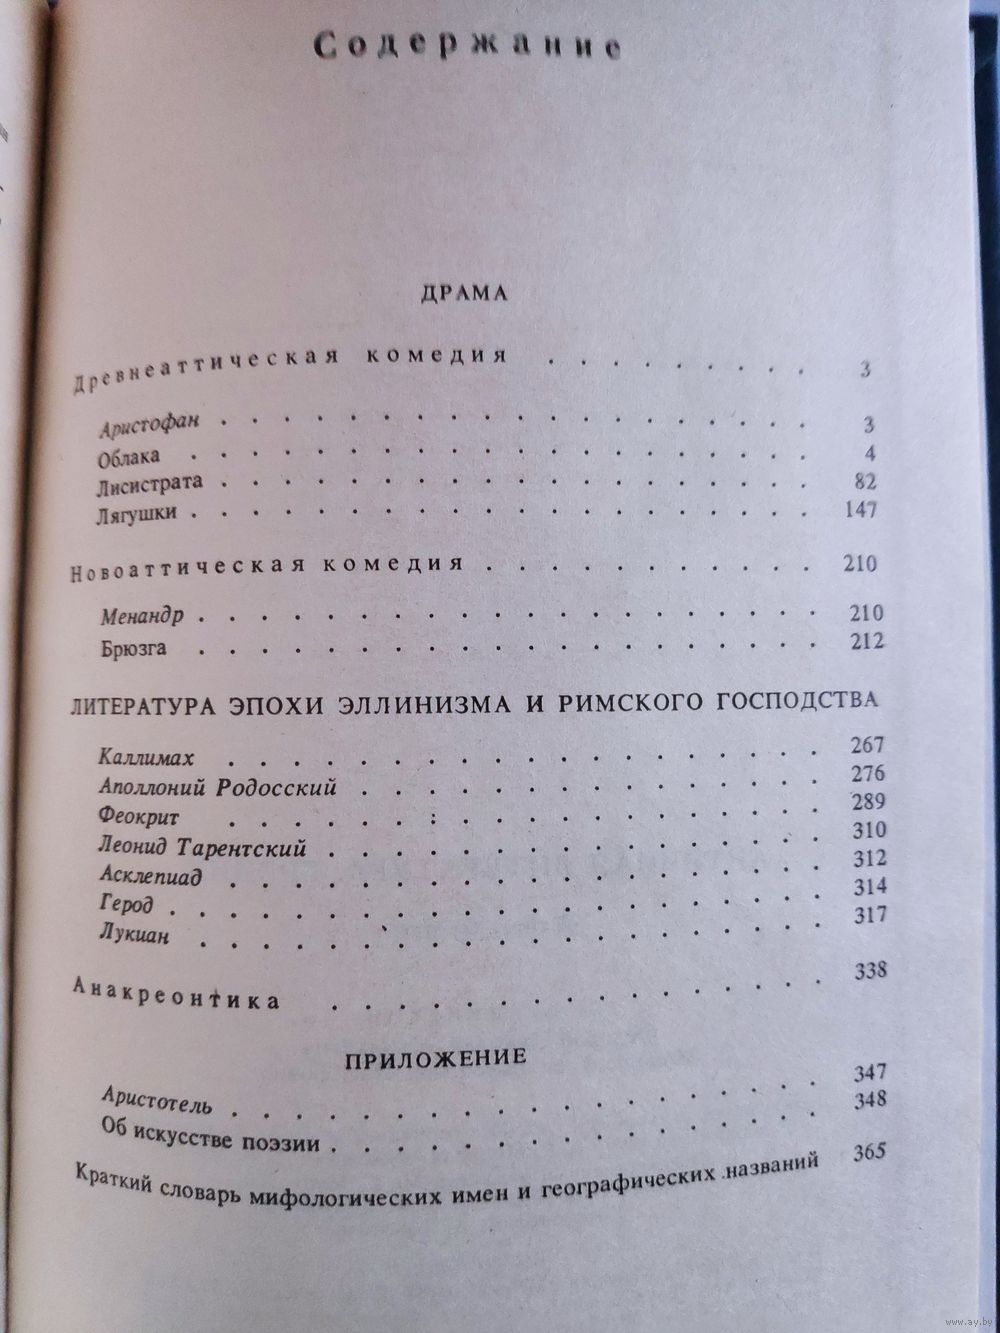 Содержание
ДРАМА
Древнеаттическая комедия . . . . . . . . . 3
Аристофан . . . . . . . . . . . . . . . . . . 3
Облака . . . . . . . . . . . . . . . . . . . 4
Лисистрата . . . . . . . . . . . . . . . . . . 82
Лягушки . . . . . . . . . . . . . . . . . . . 147
Новоаттическая комедия . . . . . . . . . . . 210
Менандр . . . . . . . . . . . . . . . . . . . 210
Брюзга . . . . . . . . . . . . . . . . . . . 212
ЛИТЕРАТУРА ЭПОХИ ЭЛЛИНИЗМА И РИМСКОГО ГОСПОДСТВА
Каллимах . . . . . . . . . . . . . . . . . . 267
Аполлоний Родосский . . . . . . . . . . . . . . 276
Феокрит . . . . . . . . . . . . . . . . . . 289
Леонид Тарентский . . . . . . . . . . . . . . . 310
Асклепиад . . . . . . . . . . . . . . . . . . 312
Герод . . . . . . . . . . . . . . . . . . . . 314
Лукиан . . . . . . . . . . . . . . . . . . . 317
Анакреонтика . . . . . . . . . . . . . . . 338
ПРИЛОЖЕНИЕ
Аристотель . . . . . . . . . . . . . . . . . . 347
Об искусстве поэзии . . . . . . . . . . . . . . . 348
Краткий словарь мифологических имен и географических названий 365
www.ay.by